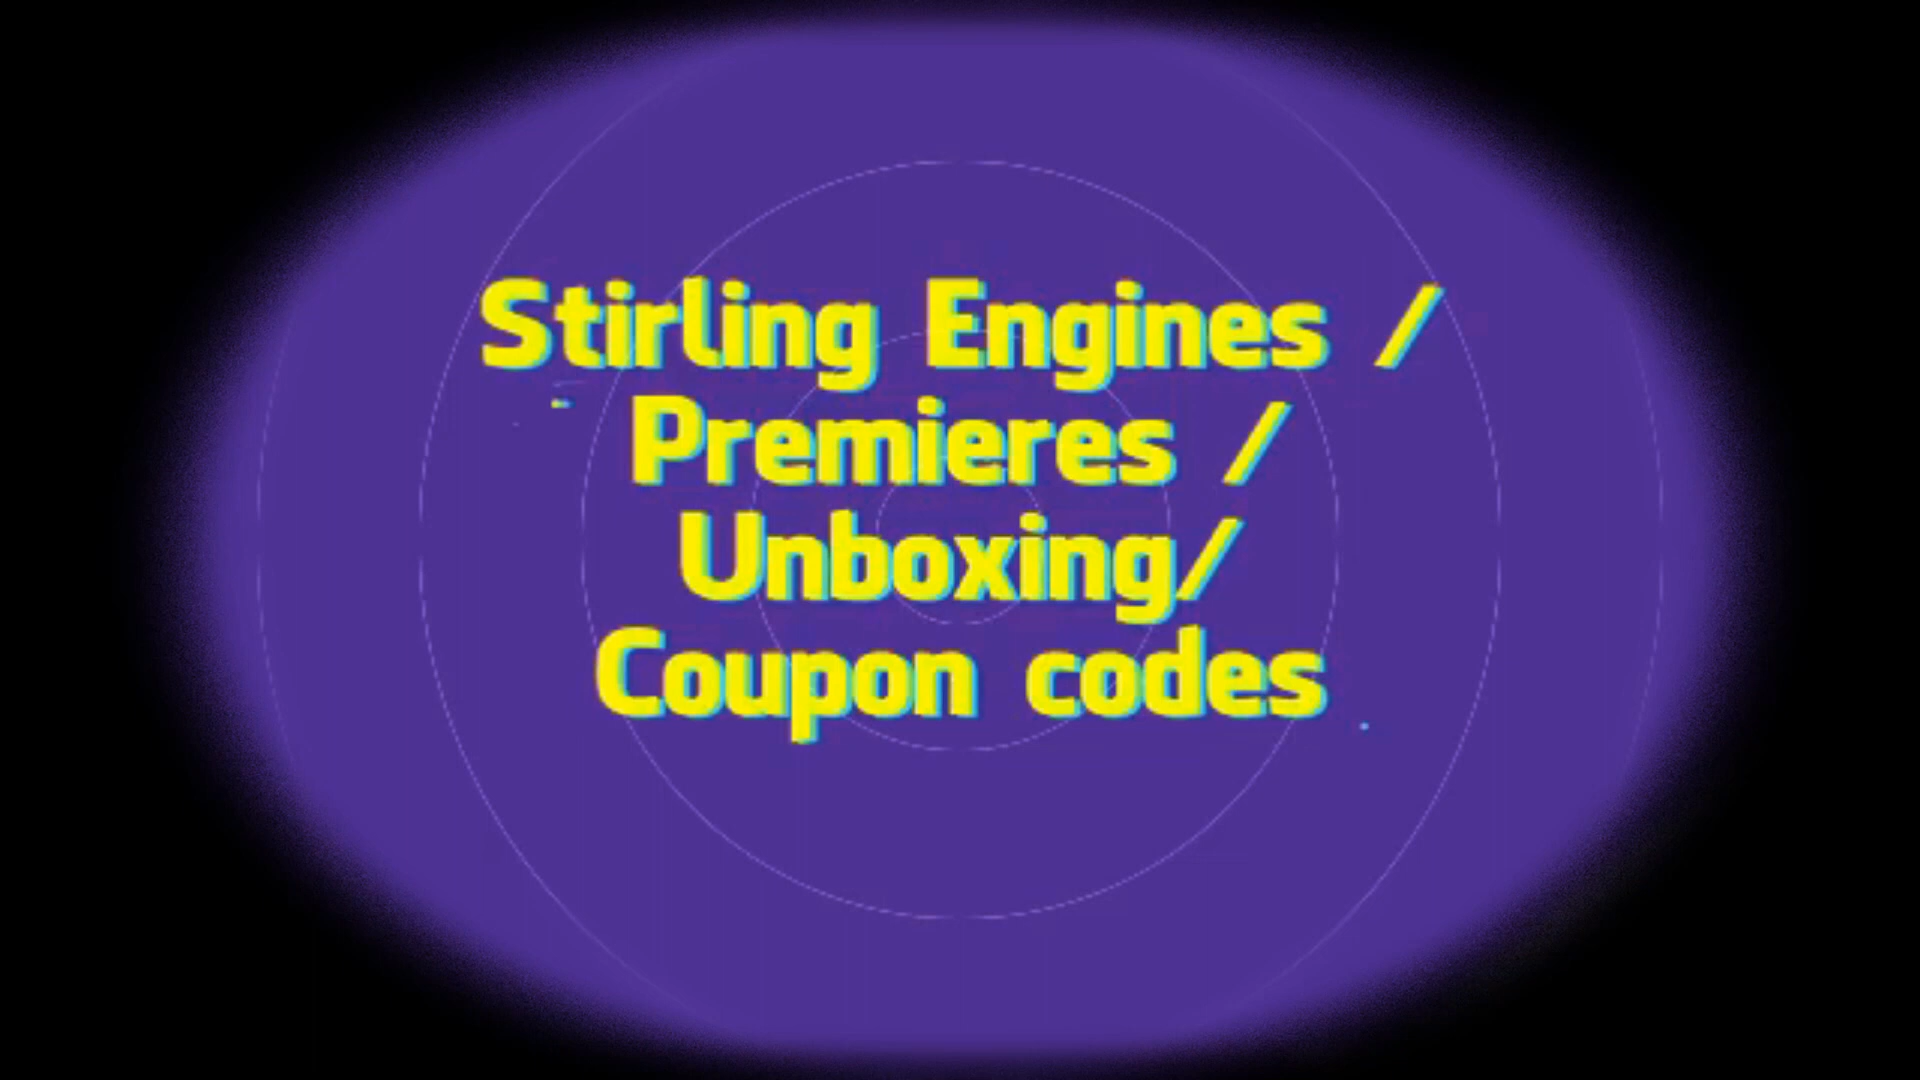 Stirling Engines /
Premieres /
Unboxing/
Coupon codes